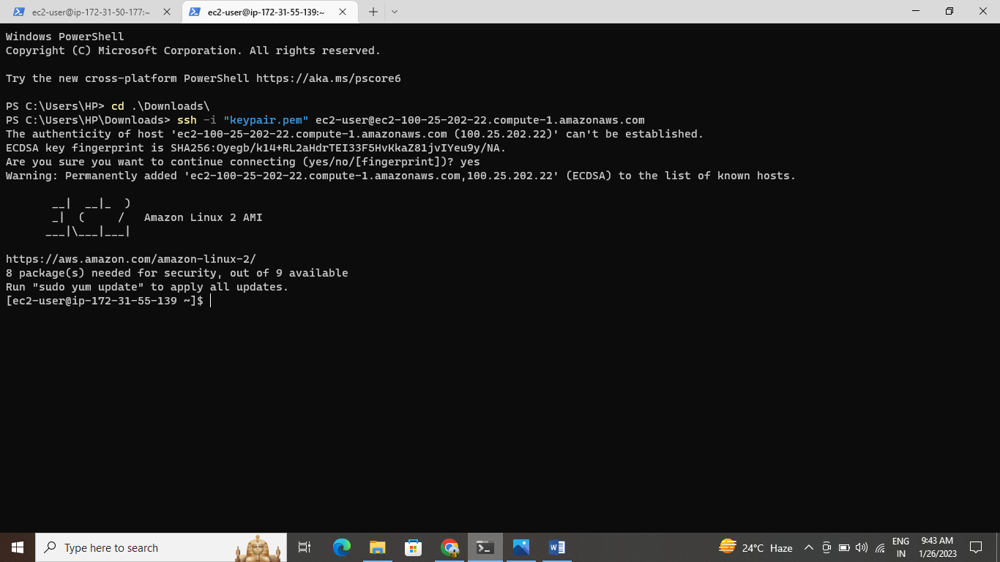 ec2-user@ip-172-31-50-177:~
ec2-user@ip-172-31-55-139:~
Windows PowerShell
Copyright (C) Microsoft Corporation. All rights reserved.
Try the new cross-platform PowerShell https://aka.ms/pscore6
PS C:\Users\HP> cd .\Downloads\
PS C:\Users\HP\Downloads> ssh -i "keypair.pem" ec2-user@ec2-100-25-202-22.compute-1.amazonaws.com
The authenticity of host 'ec2-100-25-202-22.compute-1.amazonaws.com (100.25.202.22)' can't be established.
ECDSA key fingerprint is SHA256:Oyegb/k14+RL2aHdrTEI33F5HvKkaZ81jvIYeu9y/NA.
Are you sure you want to continue connecting (yes/no/[fingerprint])? yes
Warning: Permanently added 'ec2-100-25-202-22.compute-1.amazonaws.com,100.25.202.22' (ECDSA) to the list of known hosts.
       __|  __|_  )
       _|  (     /   Amazon Linux 2 AMI
      ___|\___|___|
https://aws.amazon.com/amazon-linux-2/
8 package(s) needed for security, out of 9 available
Run "sudo yum update" to apply all updates.
[ec2-user@ip-172-31-55-139 ~]$
Type here to search
24°C Haze
ENG
IN
9:43 AM
1/26/2023